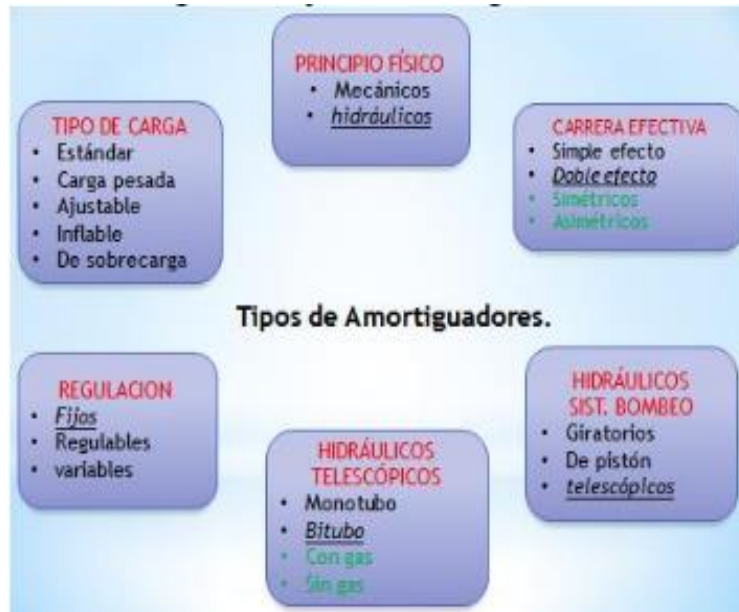 PRINCIPIO FÍSICO
• Mecánicos
• hidráulicos
TIPO DE CARGA
• Estándar
• Carga pesada
• Ajustable
• Inflable
• De sobrecarga
CARRERA EFECTIVA
• Simple efecto
• Doble efecto
• Simétricos
• Asimétricos
Tipos de Amortiguadores.
REGULACION
• Fijos
• Regulables
• variables
HIDRÁULICOS
TELESCÓPICOS
• Monotubo
• Bitubo
• Con gas
• Sin gas
HIDRÁULICOS
SIST. BOMBEO
• Giratorios
• De pistón
• telescópicos